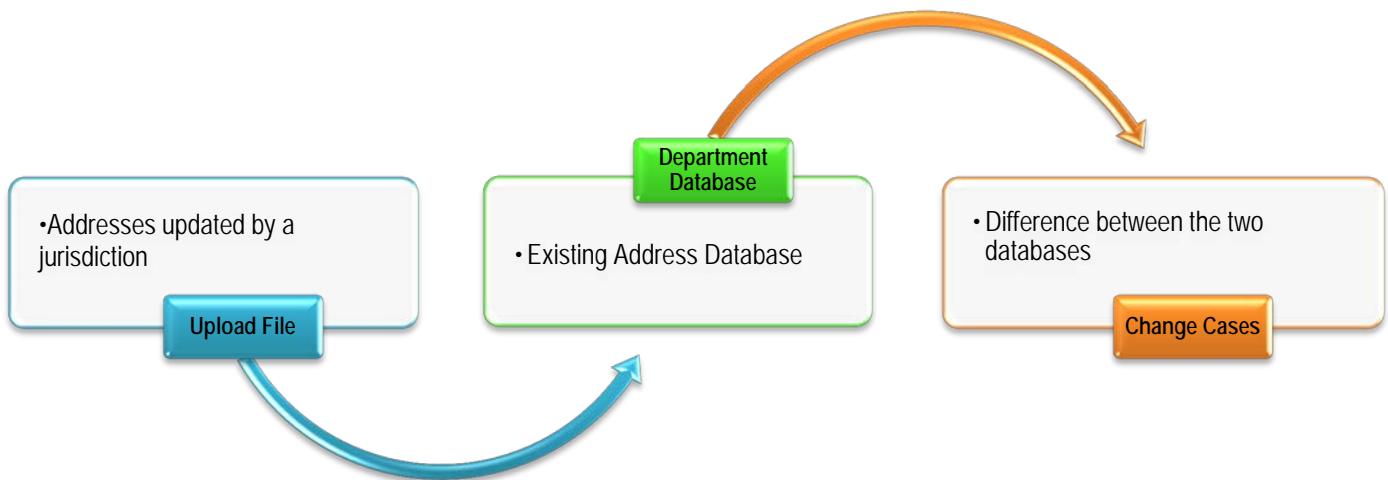 •Addresses updated by a
jurisdiction
Upload File
Department
Database
• Existing Address Database
• Difference between the two
databases
Change Cases